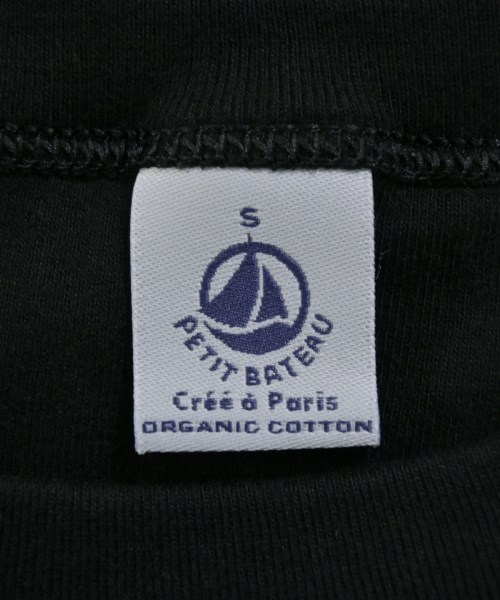 S
PETIT BATEAU
Créé à Paris
ORGANIC COTTON